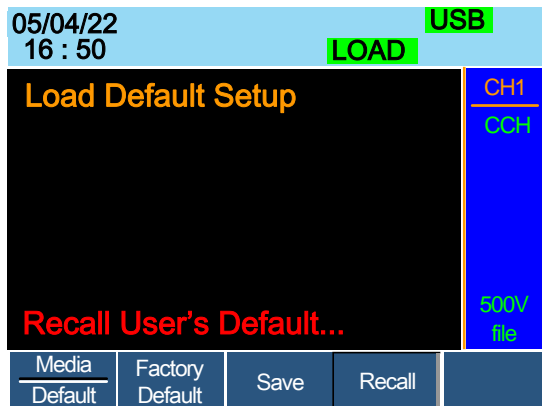 05/04/22
USB
16 : 50
LOAD
Load Default Setup
CH1
CCH
Recall User's Default...
500V
file
Media
Default
Factory
Default
Save
Recall